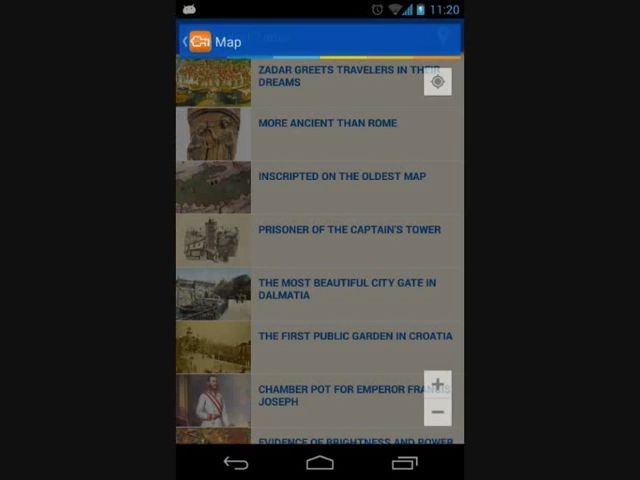 11:20
Map
ZADAR GREETS TRAVELERS IN THEIR
DREAMS
MORE ANCIENT THAN ROME
INSCRIPTED ON THE OLDEST MAP
PRISONER OF THE CAPTAIN'S TOWER
THE MOST BEAUTIFUL CITY GATE IN
DALMATIA
THE FIRST PUBLIC GARDEN IN CROATIA
CHAMBER POT FOR EMPEROR FRANCIS
JOSEPH
EVIDENCE OF BRIGHTNESS AND POWER